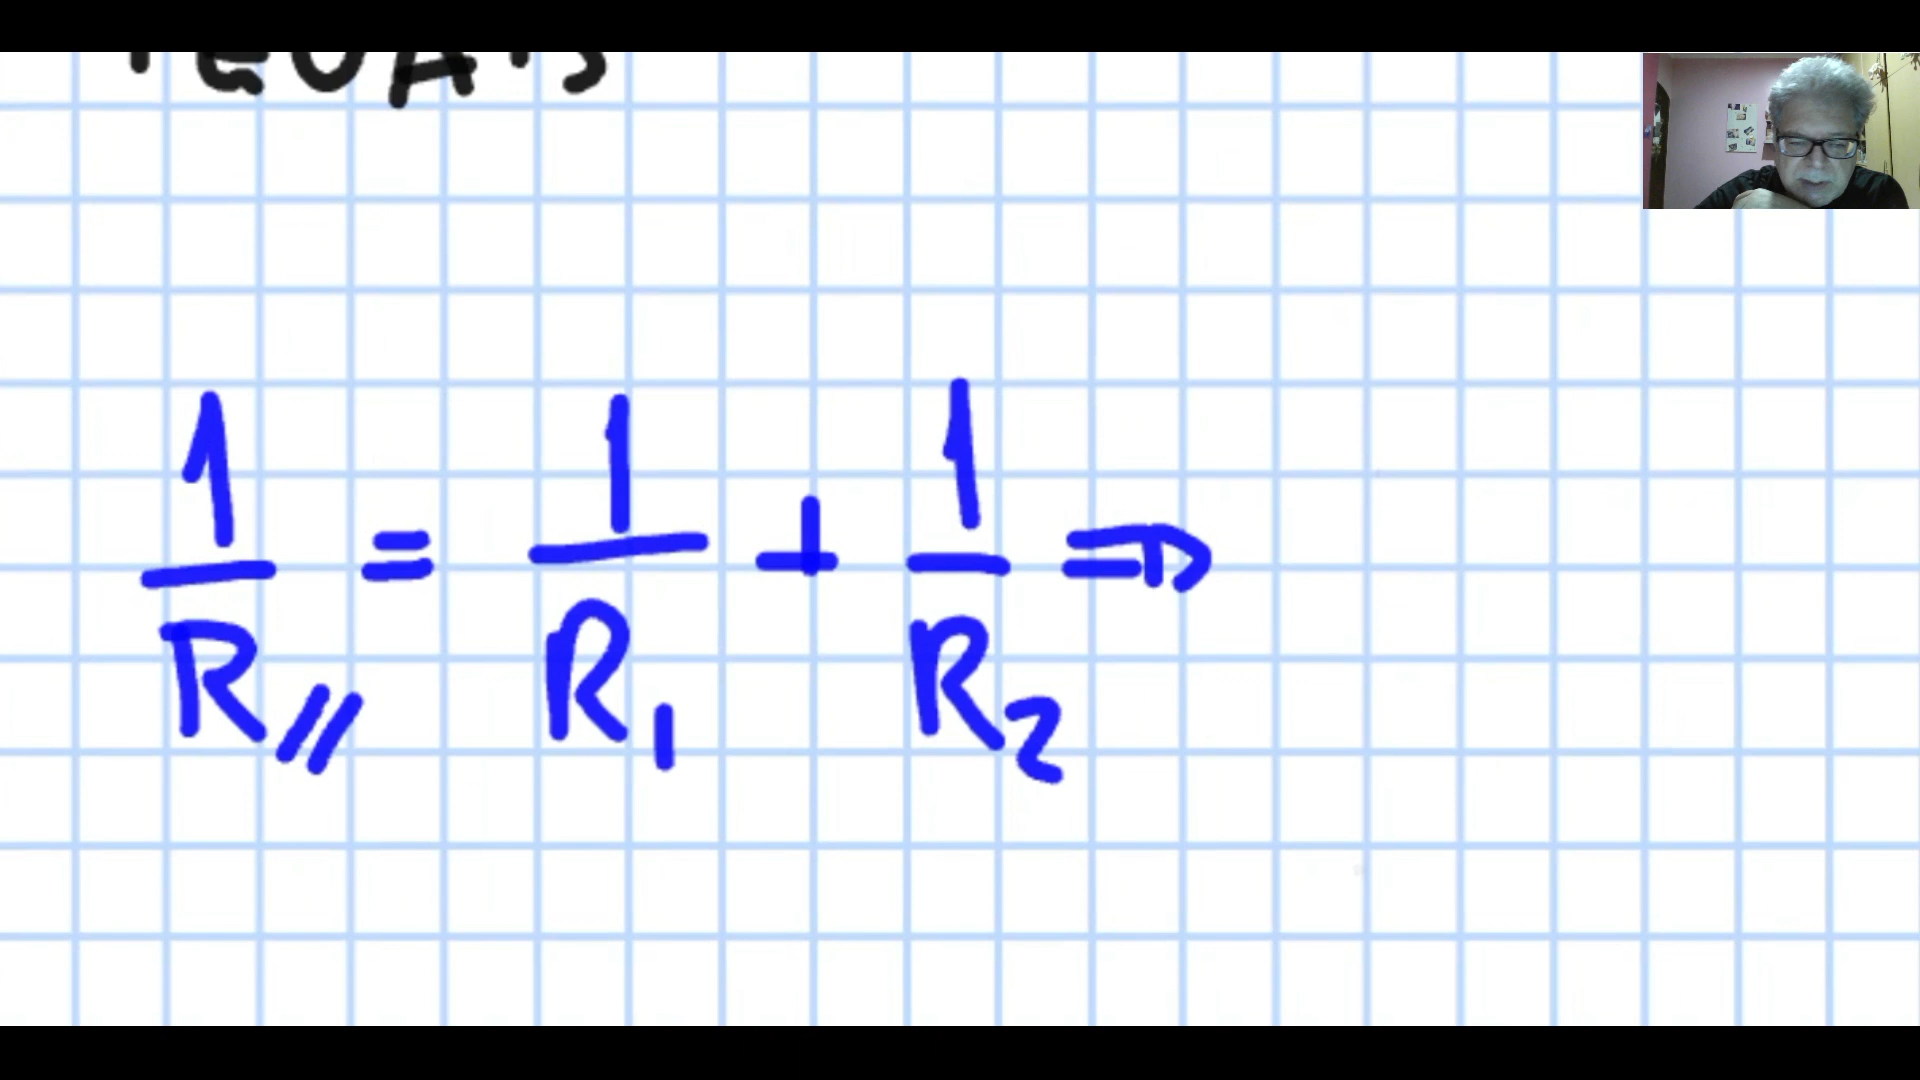 1/R// = 1/R₁ + 1/R₂ ⇒